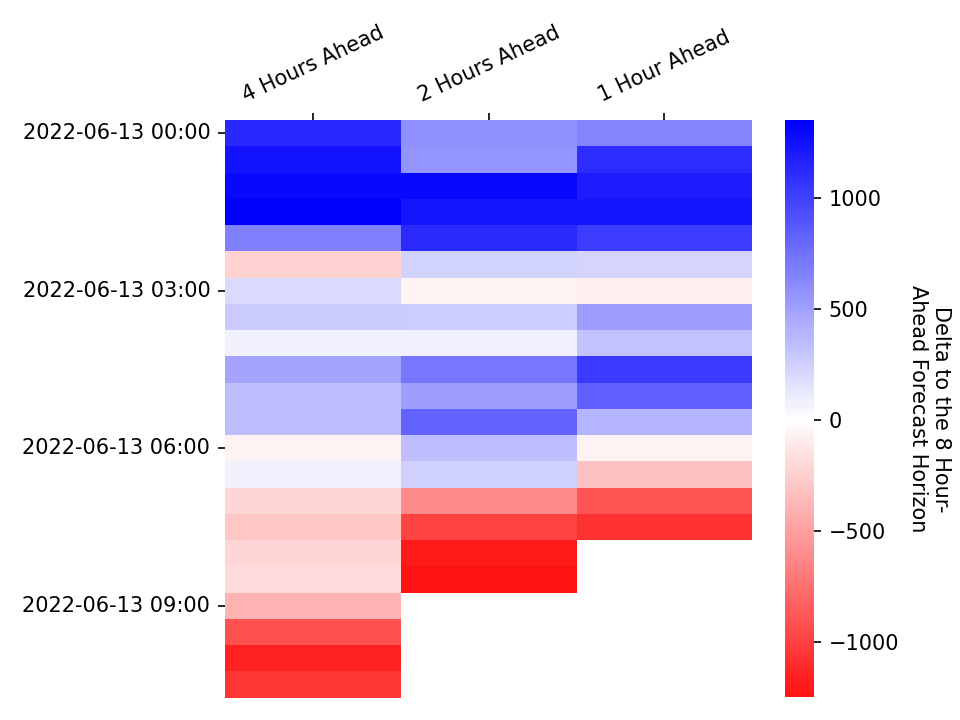 4 Hours Ahead
2 Hours Ahead
1 Hour Ahead
2022-06-13 00:00
2022-06-13 03:00
2022-06-13 06:00
2022-06-13 09:00
1000
500
0
−500
−1000
Delta to the 8 Hour-
Ahead Forecast Horizon